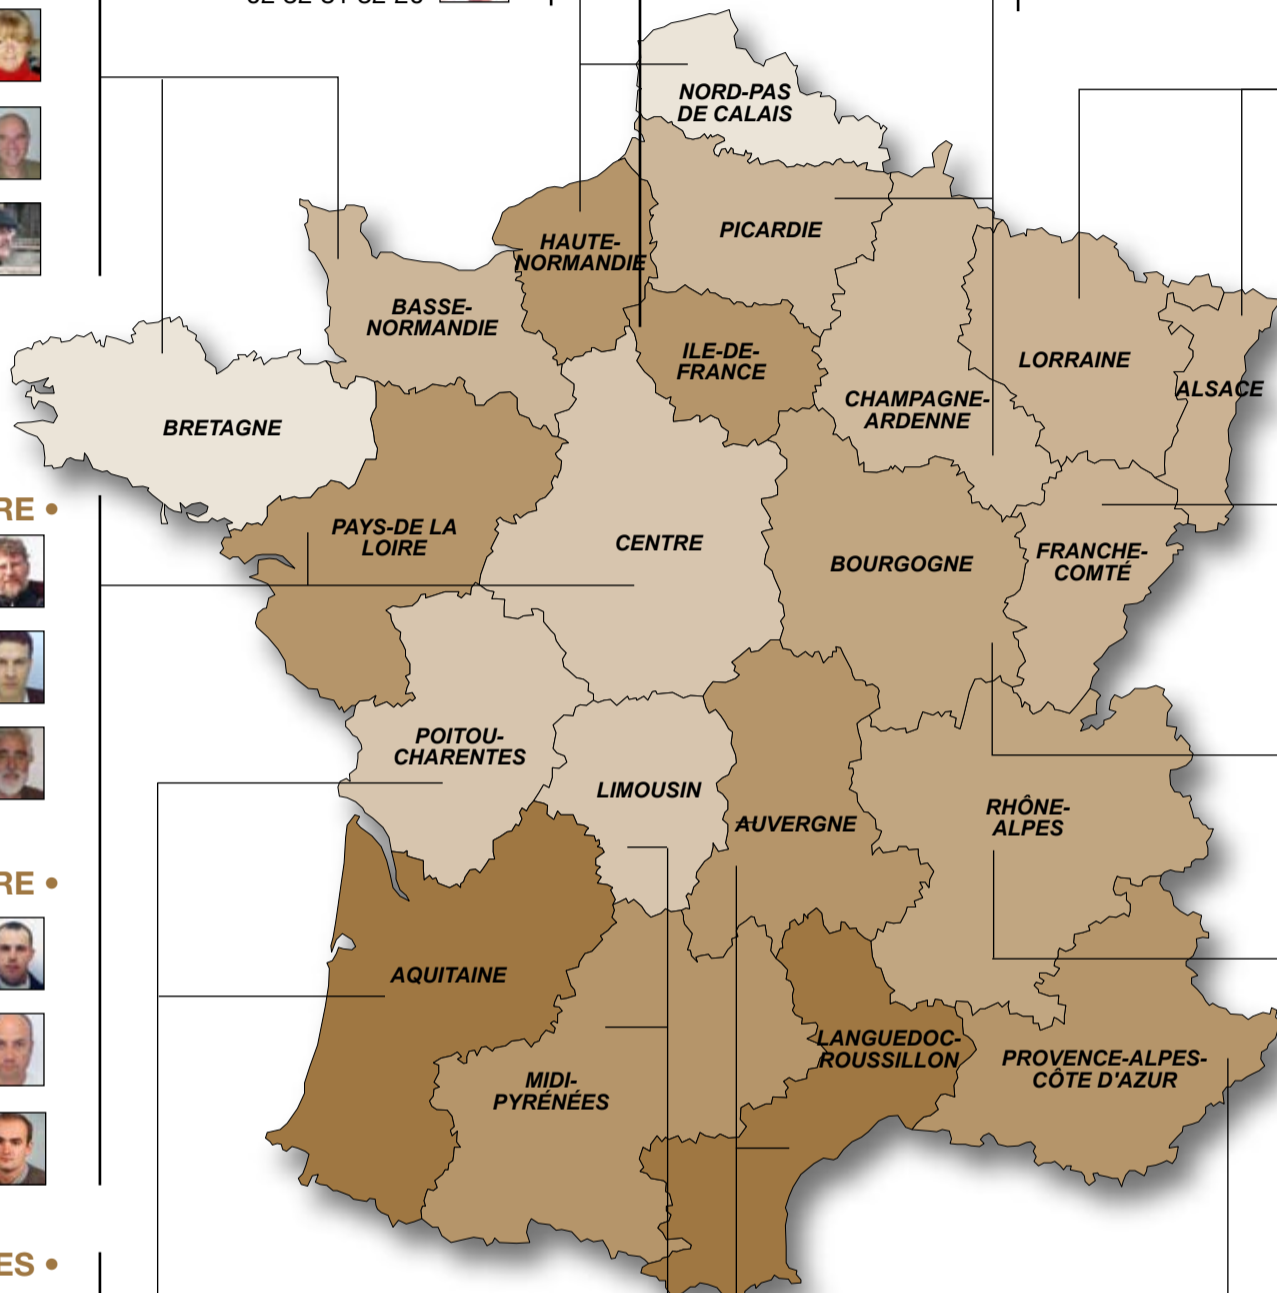 NORD-PAS
DE CALAIS
PICARDIE
HAUTE-
NORMANDIE
BASSE-
NORMANDIE
ILE-DE-
FRANCE
LORRAINE
ALSACE
CHAMPAGNE-
ARDENNE
BRETAGNE
RE •
PAYS-DE LA
LOIRE
CENTRE
BOURGOGNE
FRANCHE-
COMTÉ
POITOU-
CHARENTES
LIMOUSIN
AUVERGNE
RHÔNE-
ALPES
RE •
AQUITAINE
LANGUEDOC-
ROUSSILLON
PROVENCE-ALPES-
CÔTE D'AZUR
MIDI-
PYRÉNÉES
ES •